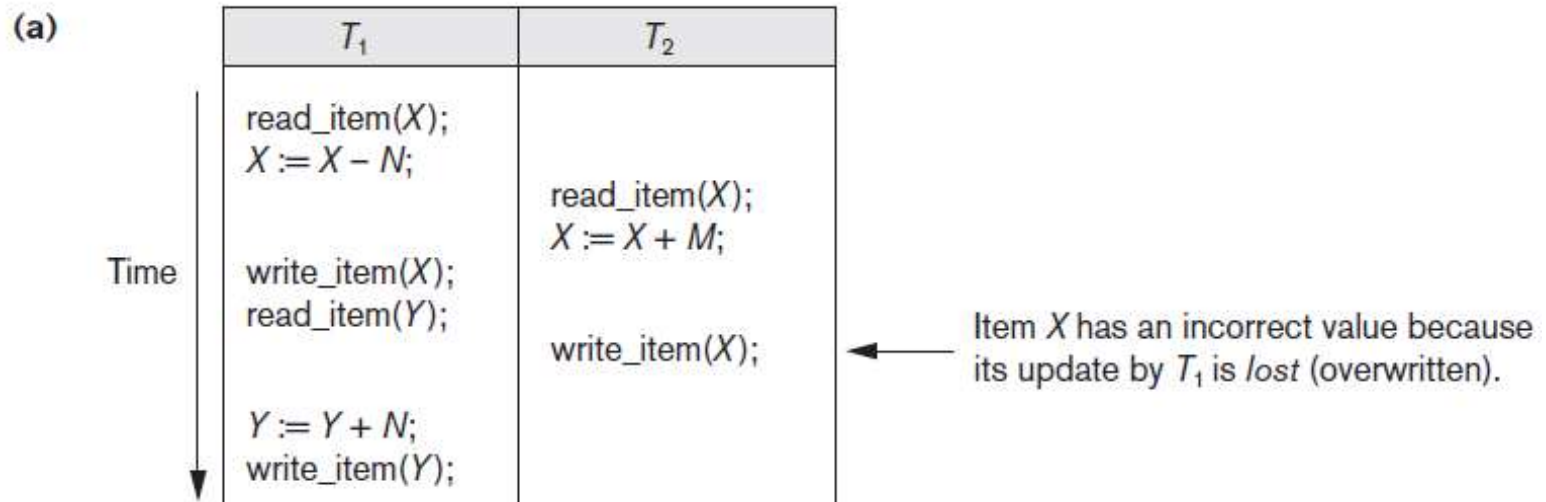 (a)
T₁ T₂
read_item(X);
X := X – N;
read_item(X);
X := X + M;
Time
write_item(X);
read_item(Y);
write_item(X);
Item X has an incorrect value because
its update by T₁ is lost (overwritten).
Y := Y + N;
write_item(Y);